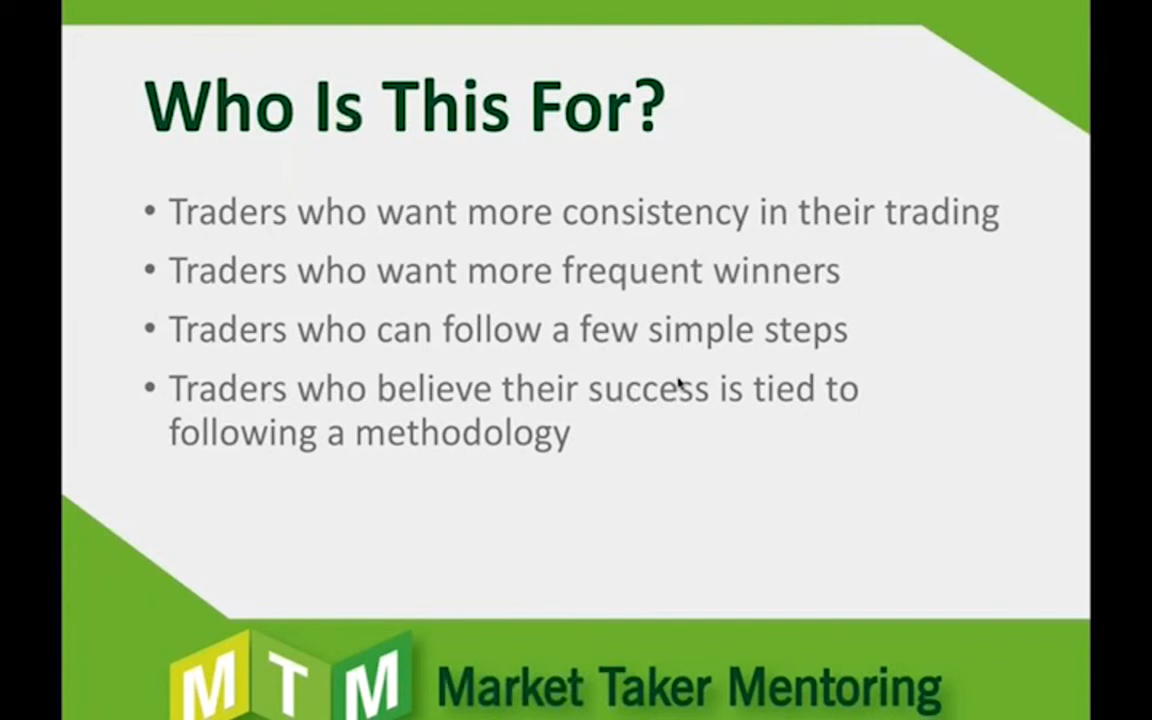 Who Is This For?
• Traders who want more consistency in their trading
• Traders who want more frequent winners
• Traders who can follow a few simple steps
• Traders who believe their success is tied to
following a methodology
MTM Market Taker Mentoring